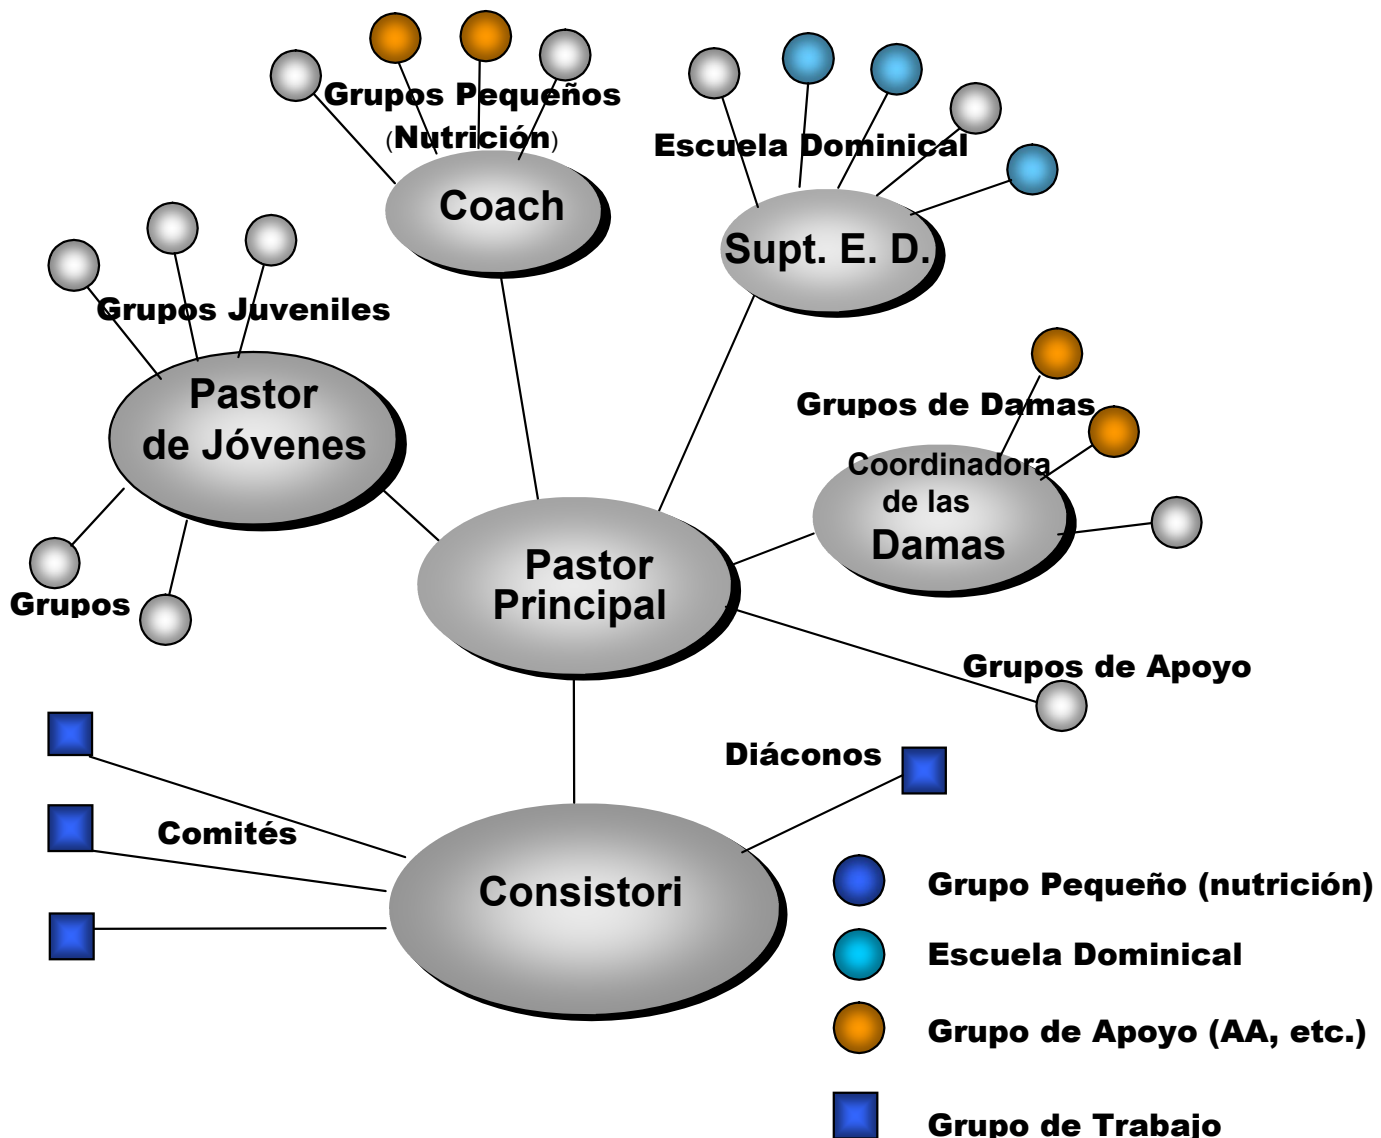 Grupos Pequeños
(Nutrición)
Coach
Escuela Dominical
Supt. E. D.
Grupos Juveniles
Pastor
de Jóvenes
Grupos
Grupos de Damas
Coordinadora
de las
Damas
Pastor
Principal
Grupos de Apoyo
Diáconos
Comités
Consistori
Grupo Pequeño (nutrición)
Escuela Dominical
Grupo de Apoyo (AA, etc.)
Grupo de Trabajo